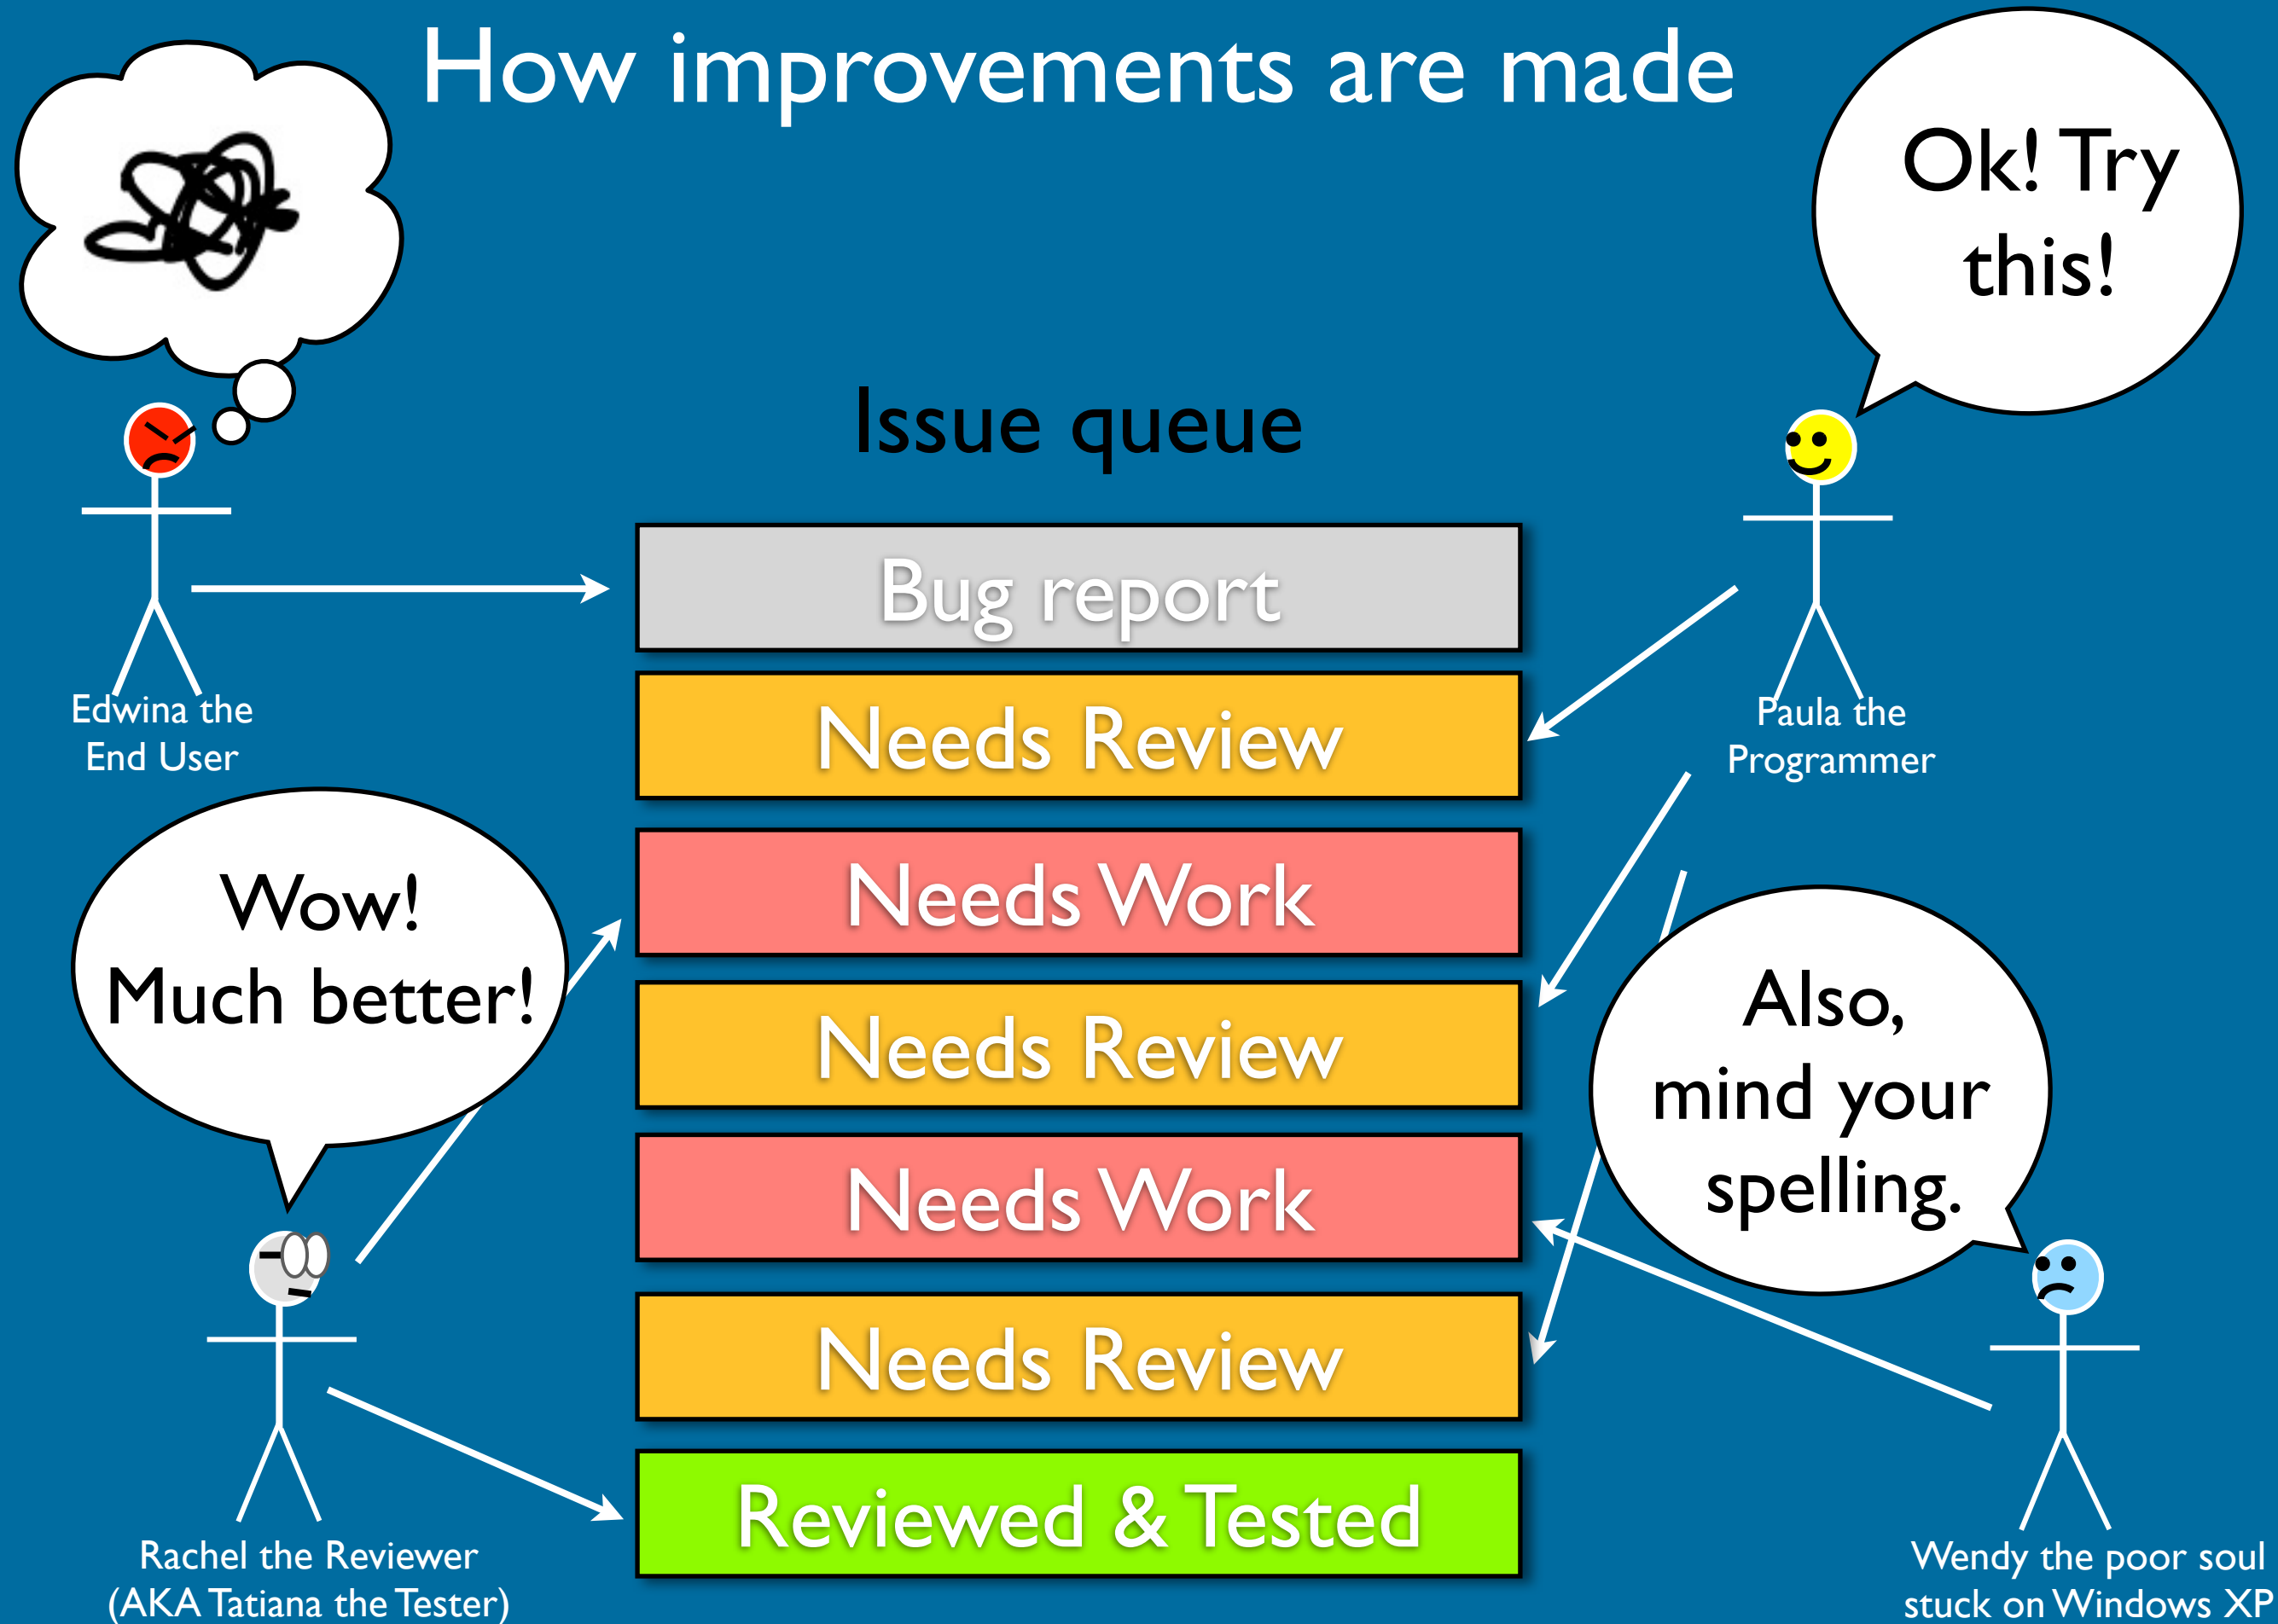 How improvements are made
Ok! Try
this!
Issue queue
Bug report
Needs Review
Edwina the
End User
Paula the
Programmer
Needs Work
Wow!
Much better!
Needs Review
Also,
mind your
spelling.
Needs Work
Needs Review
Reviewed & Tested
Rachel the Reviewer
(AKA Tatiana the Tester)
Wendy the poor soul
stuck on Windows XP